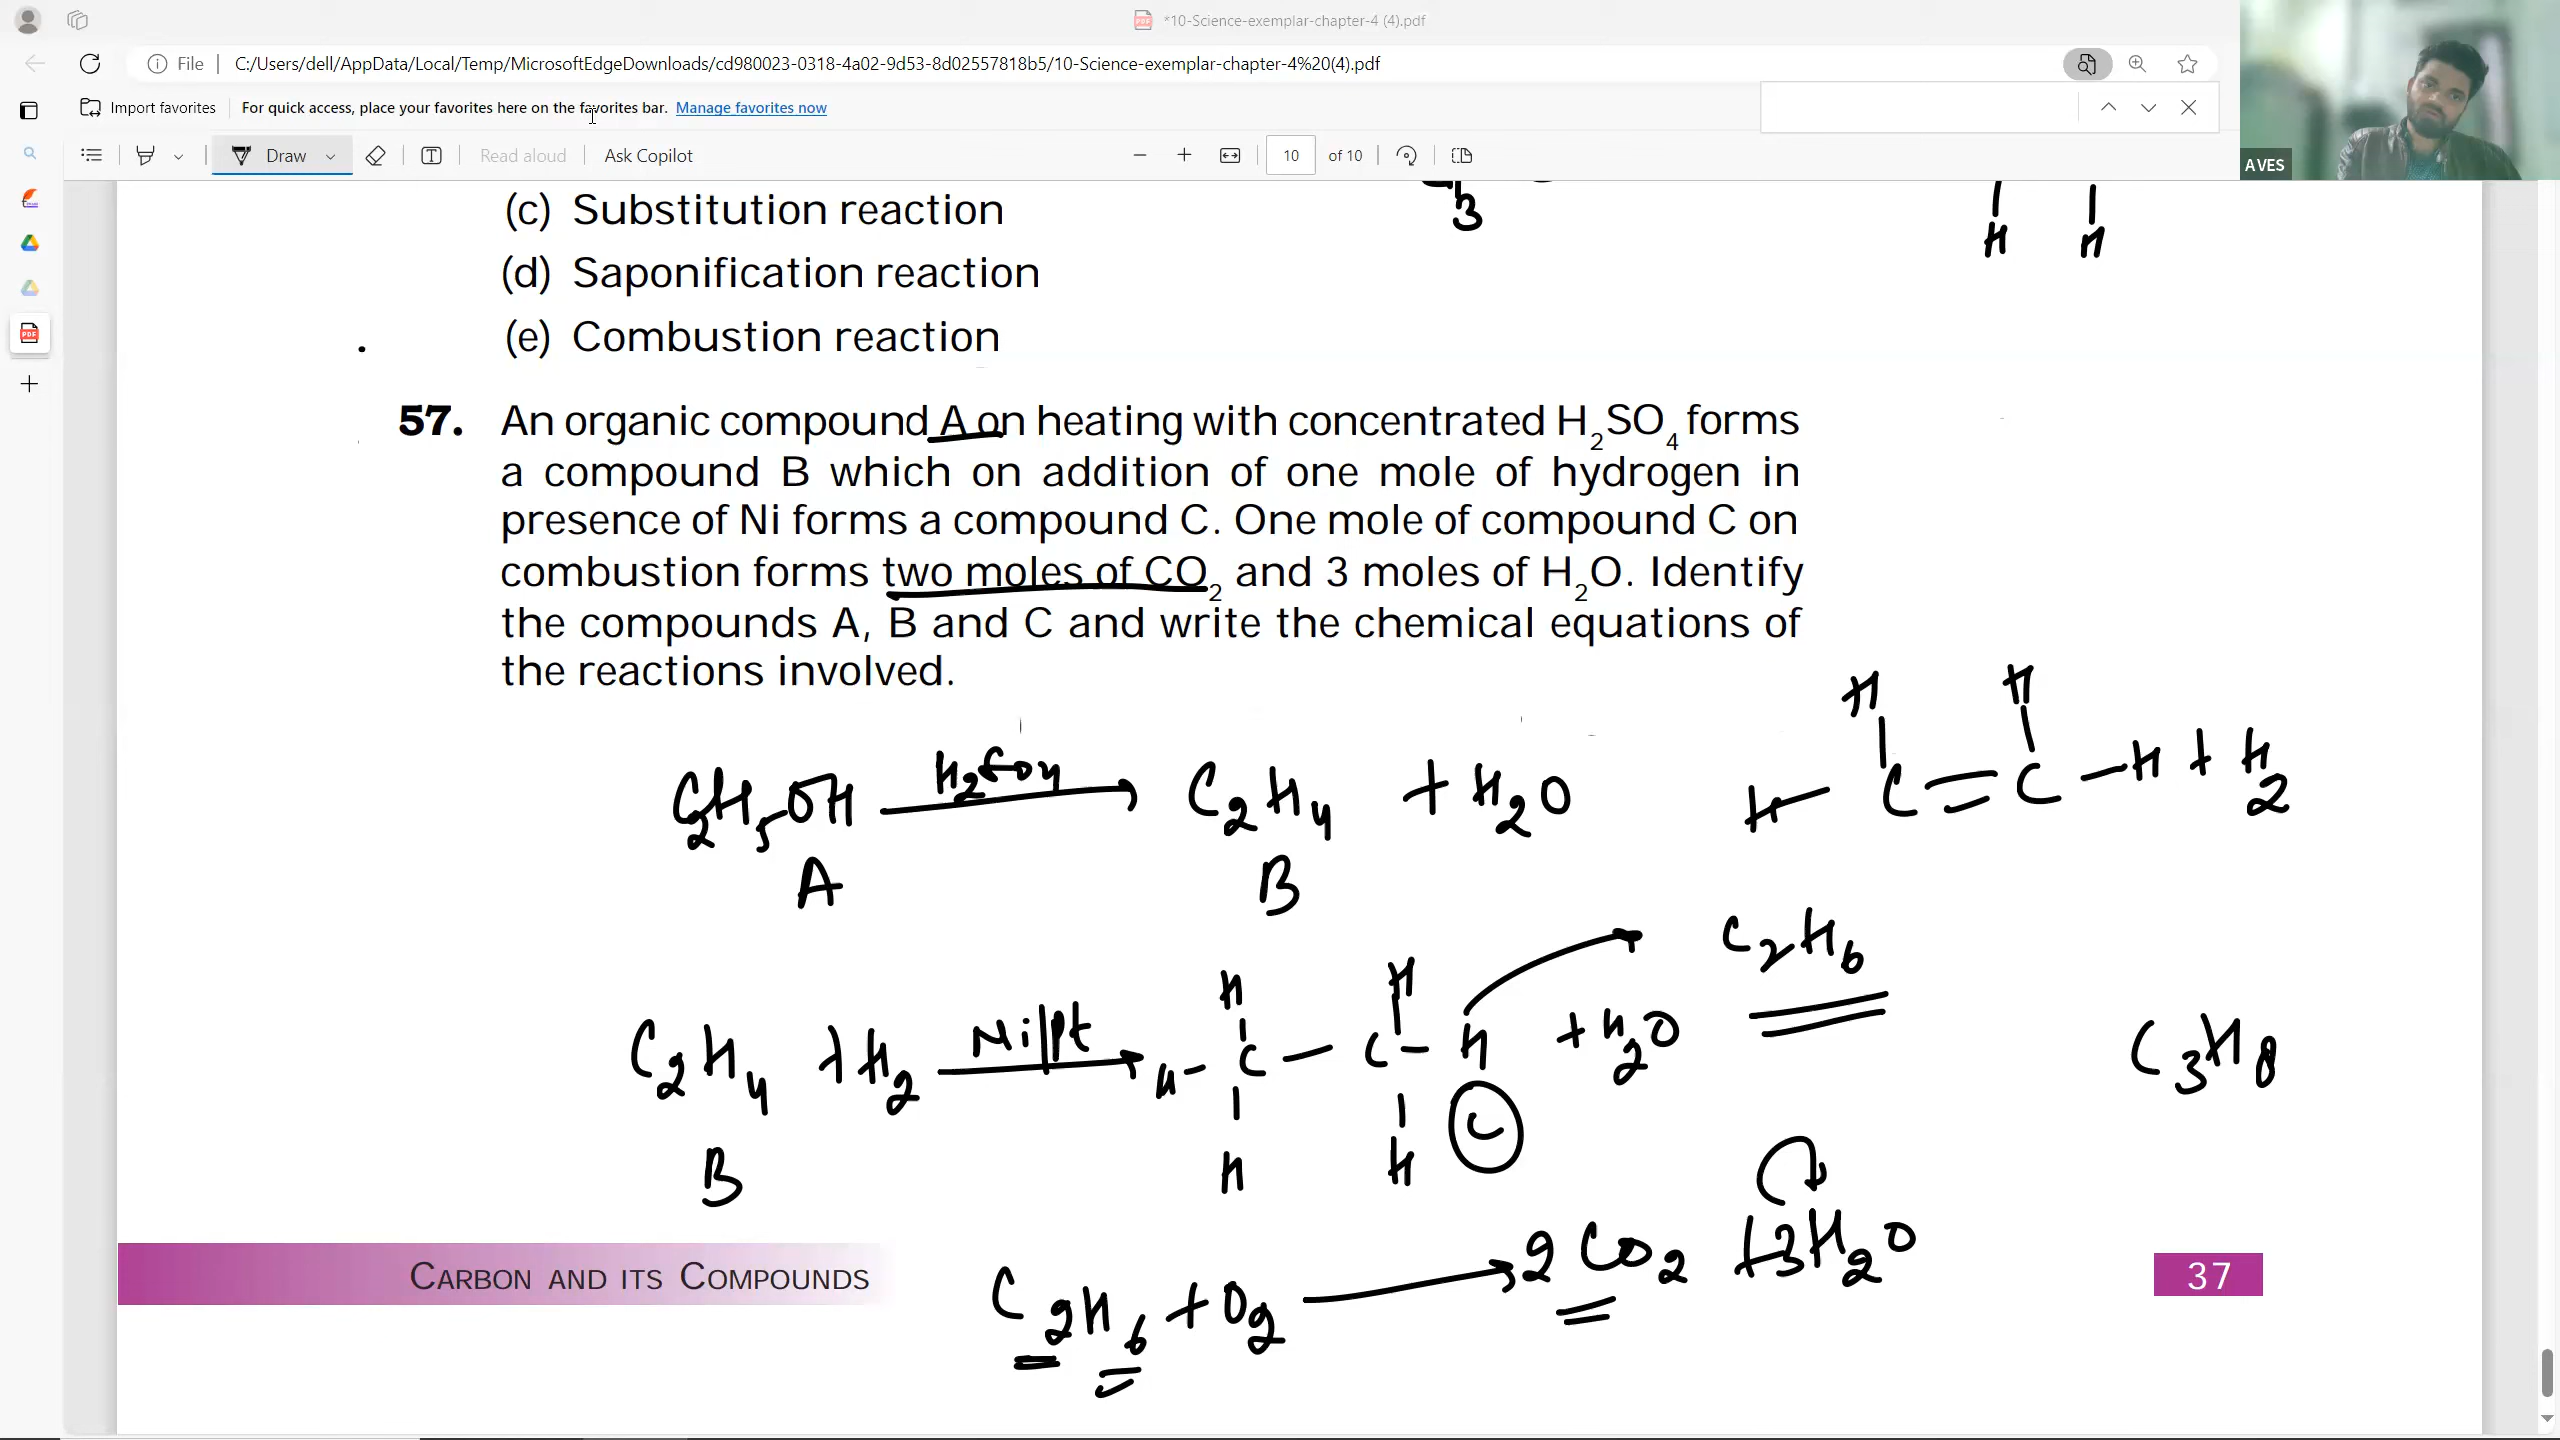 *10-Science-exemplar-chapter-4 (4).pdf
File C:/Users/dell/AppData/Local/Temp/MicrosoftEdgeDownloads/cd980023-0318-4a02-9d53-8d02557818b5/10-Science-exemplar-chapter-4%20(4).pdf
Import favorites For quick access, place your favorites here on the favorites bar. Manage favorites now
Draw Read aloud Ask Copilot 10 of 10
AVES
3 H H
(c) Substitution reaction
(d) Saponification reaction
(e) Combustion reaction
57. An organic compound A on heating with concentrated H₂SO₄ forms
a compound B which on addition of one mole of hydrogen in
presence of Ni forms a compound C. One mole of compound C on
combustion forms two moles of CO₂ and 3 moles of H₂O. Identify
the compounds A, B and C and write the chemical equations of
the reactions involved.
H H
C₂H₅OH H₂SO₄ C₂H₄ + H₂O H C = C - H + H₂
A B
C₂H₆
H H
C₂H₄ + H₂ Ni/Pt H - C - C - H + H₂O C₃H₈
C
B H H
C₂H₆ + O₂ 2CO₂ + 3H₂O
CARBON AND ITS COMPOUNDS 37